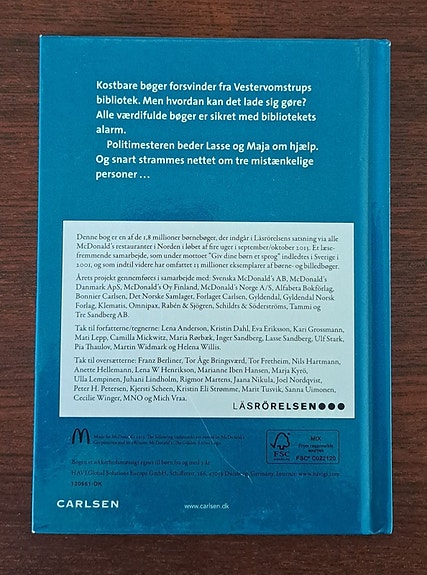 Kostbare bøger forsvinder fra Vestervomstrups
bibliotek. Men hvordan kan det lade sig gøre?
Alle værdifulde bøger er sikret med bibliotekets
alarm.
Politimesteren beder Lasse og Maja om hjælp.
Og snart strammes nettet om tre mistænkelige
personer ...
Denne bog er en af de 1,8 millioner børnebøger, der indgår i Läsrörelsens satsning via alle
McDonald's restauranter i Norden i løbet af fire uger i september/oktober 2013. Et læse-
fremmende samarbejde, som under mottoet "Giv dine børn et sprog" indledtes i Sverige i
2001, og som indtil videre har omfattet 13 millioner eksemplarer af børne- og billedbøger.
Årets projekt gennemføres i samarbejde med: Svenska McDonald's AB, McDonald's
Danmark ApS, McDonald's Oy Finland, McDonald's Norge A/S, Alfabeta Bokförlag,
Bonnier Carlsen, Det Norske Samlaget, Forlaget Carlsen, Gyldendal, Gyldendal Norsk
Forlag, Klematis, Omnipax, Rabén & Sjögren, Schildts & Söderströms, Tammi og
Tre Sandberg AB.
Tak til forfatterne/tegnerne: Lena Anderson, Kristin Dahl, Eva Eriksson, Kari Grossmann,
Mati Lepp, Camilla Mickwitz, Maria Rørbæk, Inger Sandberg, Lasse Sandberg, Ulf Stark,
Pia Thaulov, Martin Widmark og Helena Willis.
Tak til oversætterne: Franz Berliner, Tor Åge Bringsværd, Tor Fretheim, Nils Hartmann,
Anette Hellemann, Lena W Henrikson, Marianne Iben Hansen, Marja Kyrö,
Ulla Lempinen, Juhani Lindholm, Rigmor Martens, Jaana Nikula, Joel Nordqvist,
Peter H. Petersen, Kjersti Scheen, Kristin Eli Strømme, Marit Tusvik, Sanna Uimonen,
Cecilie Winger, MNO og Mich Vraa.
LÄSRÖRELSEN
FSC
MIX
FSC® C022120
120661-DK
CARLSEN
www.carlsen.dk